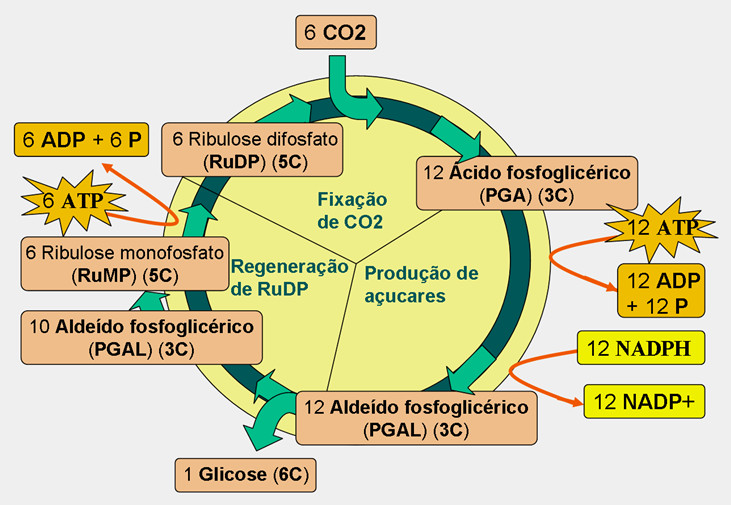 6 CO2
6 Ribulose difosfato
(RuDP) (5C)
6 ADP + 6 P
6 ATP
12 Ácido fosfoglicérico
(PGA) (3C)
Fixação
de CO2
12 ATP
12 ADP
+ 12 P
6 Ribulose monofosfato
(RuMP) (5C)
Regeneração
de RuDP
Produção de
açucares
10 Aldeído fosfoglicérico
(PGAL) (3C)
12 NADPH
12 NADP+
12 Aldeído fosfoglicérico
(PGAL) (3C)
1 Glicose (6C)